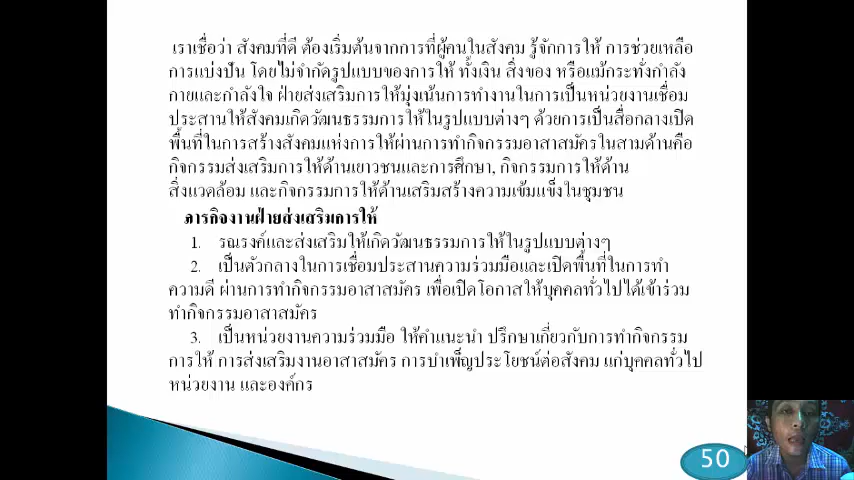 เราเชื่อว่า สังคมที่ดี ต้องเริ่มต้นจากการที่ผู้คนในสังคม รู้จักการให้ การช่วยเหลือ
การแบ่งปัน โดยไม่จำกัดรูปแบบของการให้ ทั้งเงิน สิ่งของ หรือแม้กระทั่งกำลัง
กายและกำลังใจ ฝ่ายส่งเสริมการให้มุ่งเน้นการทำงานในการเป็นหน่วยงานเชื่อม
ประสานให้สังคมเกิดวัฒนธรรมการให้ในรูปแบบต่างๆ ด้วยการเป็นสื่อกลางเปิด
พื้นที่ในการสร้างสังคมแห่งการให้ผ่านการทำกิจกรรมอาสาสมัครในสามด้านคือ
กิจกรรมส่งเสริมการให้ด้านเยาวชนและการศึกษา, กิจกรรมการให้ด้าน
สิ่งแวดล้อม และกิจกรรมการให้ด้านเสริมสร้างความเข้มแข็งในชุมชน
ภารกิจงานฝ่ายส่งเสริมการให้
1. รณรงค์และส่งเสริมให้เกิดวัฒนธรรมการให้ในรูปแบบต่างๆ
2. เป็นตัวกลางในการเชื่อมประสานความร่วมมือและเปิดพื้นที่ในการทำ
ความดี ผ่านการทำกิจกรรมอาสาสมัคร เพื่อเปิดโอกาสให้บุคคลทั่วไปได้เข้าร่วม
ทำกิจกรรมอาสาสมัคร
3. เป็นหน่วยงานความร่วมมือ ให้คำแนะนำ ปรึกษาเกี่ยวกับการทำกิจกรรม
การให้ การส่งเสริมงานอาสาสมัคร การบำเพ็ญประโยชน์ต่อสังคม แก่บุคคลทั่วไป
หน่วยงาน และองค์กร
50